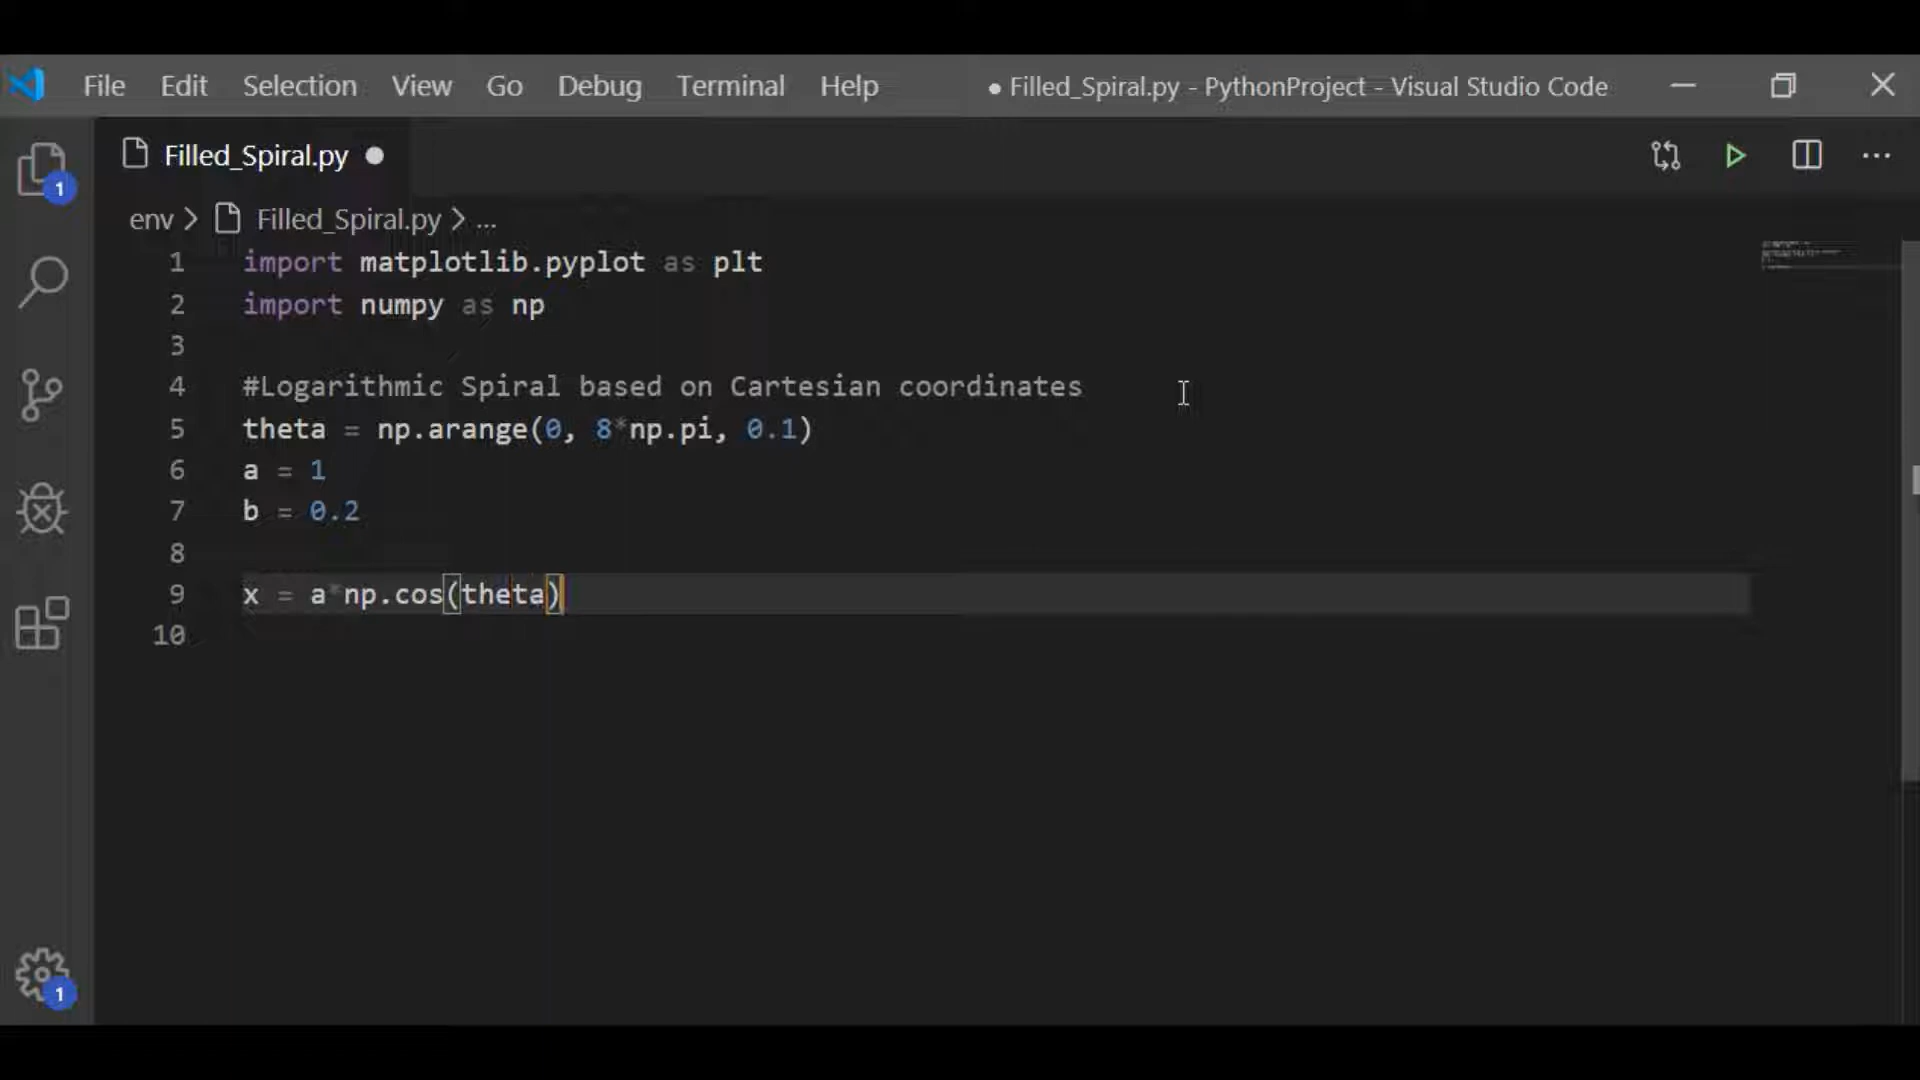 File Edit Selection View Go Debug Terminal Help ● Filled_Spiral.py - PythonProject - Visual Studio Code
Filled_Spiral.py ●
env > Filled_Spiral.py > ...
1 import matplotlib.pyplot as plt
2 import numpy as np
3
4 #Logarithmic Spiral based on Cartesian coordinates
5 theta = np.arange(0, 8*np.pi, 0.1)
6 a = 1
7 b = 0.2
8
9 x = a*np.cos(theta)
10
1
1